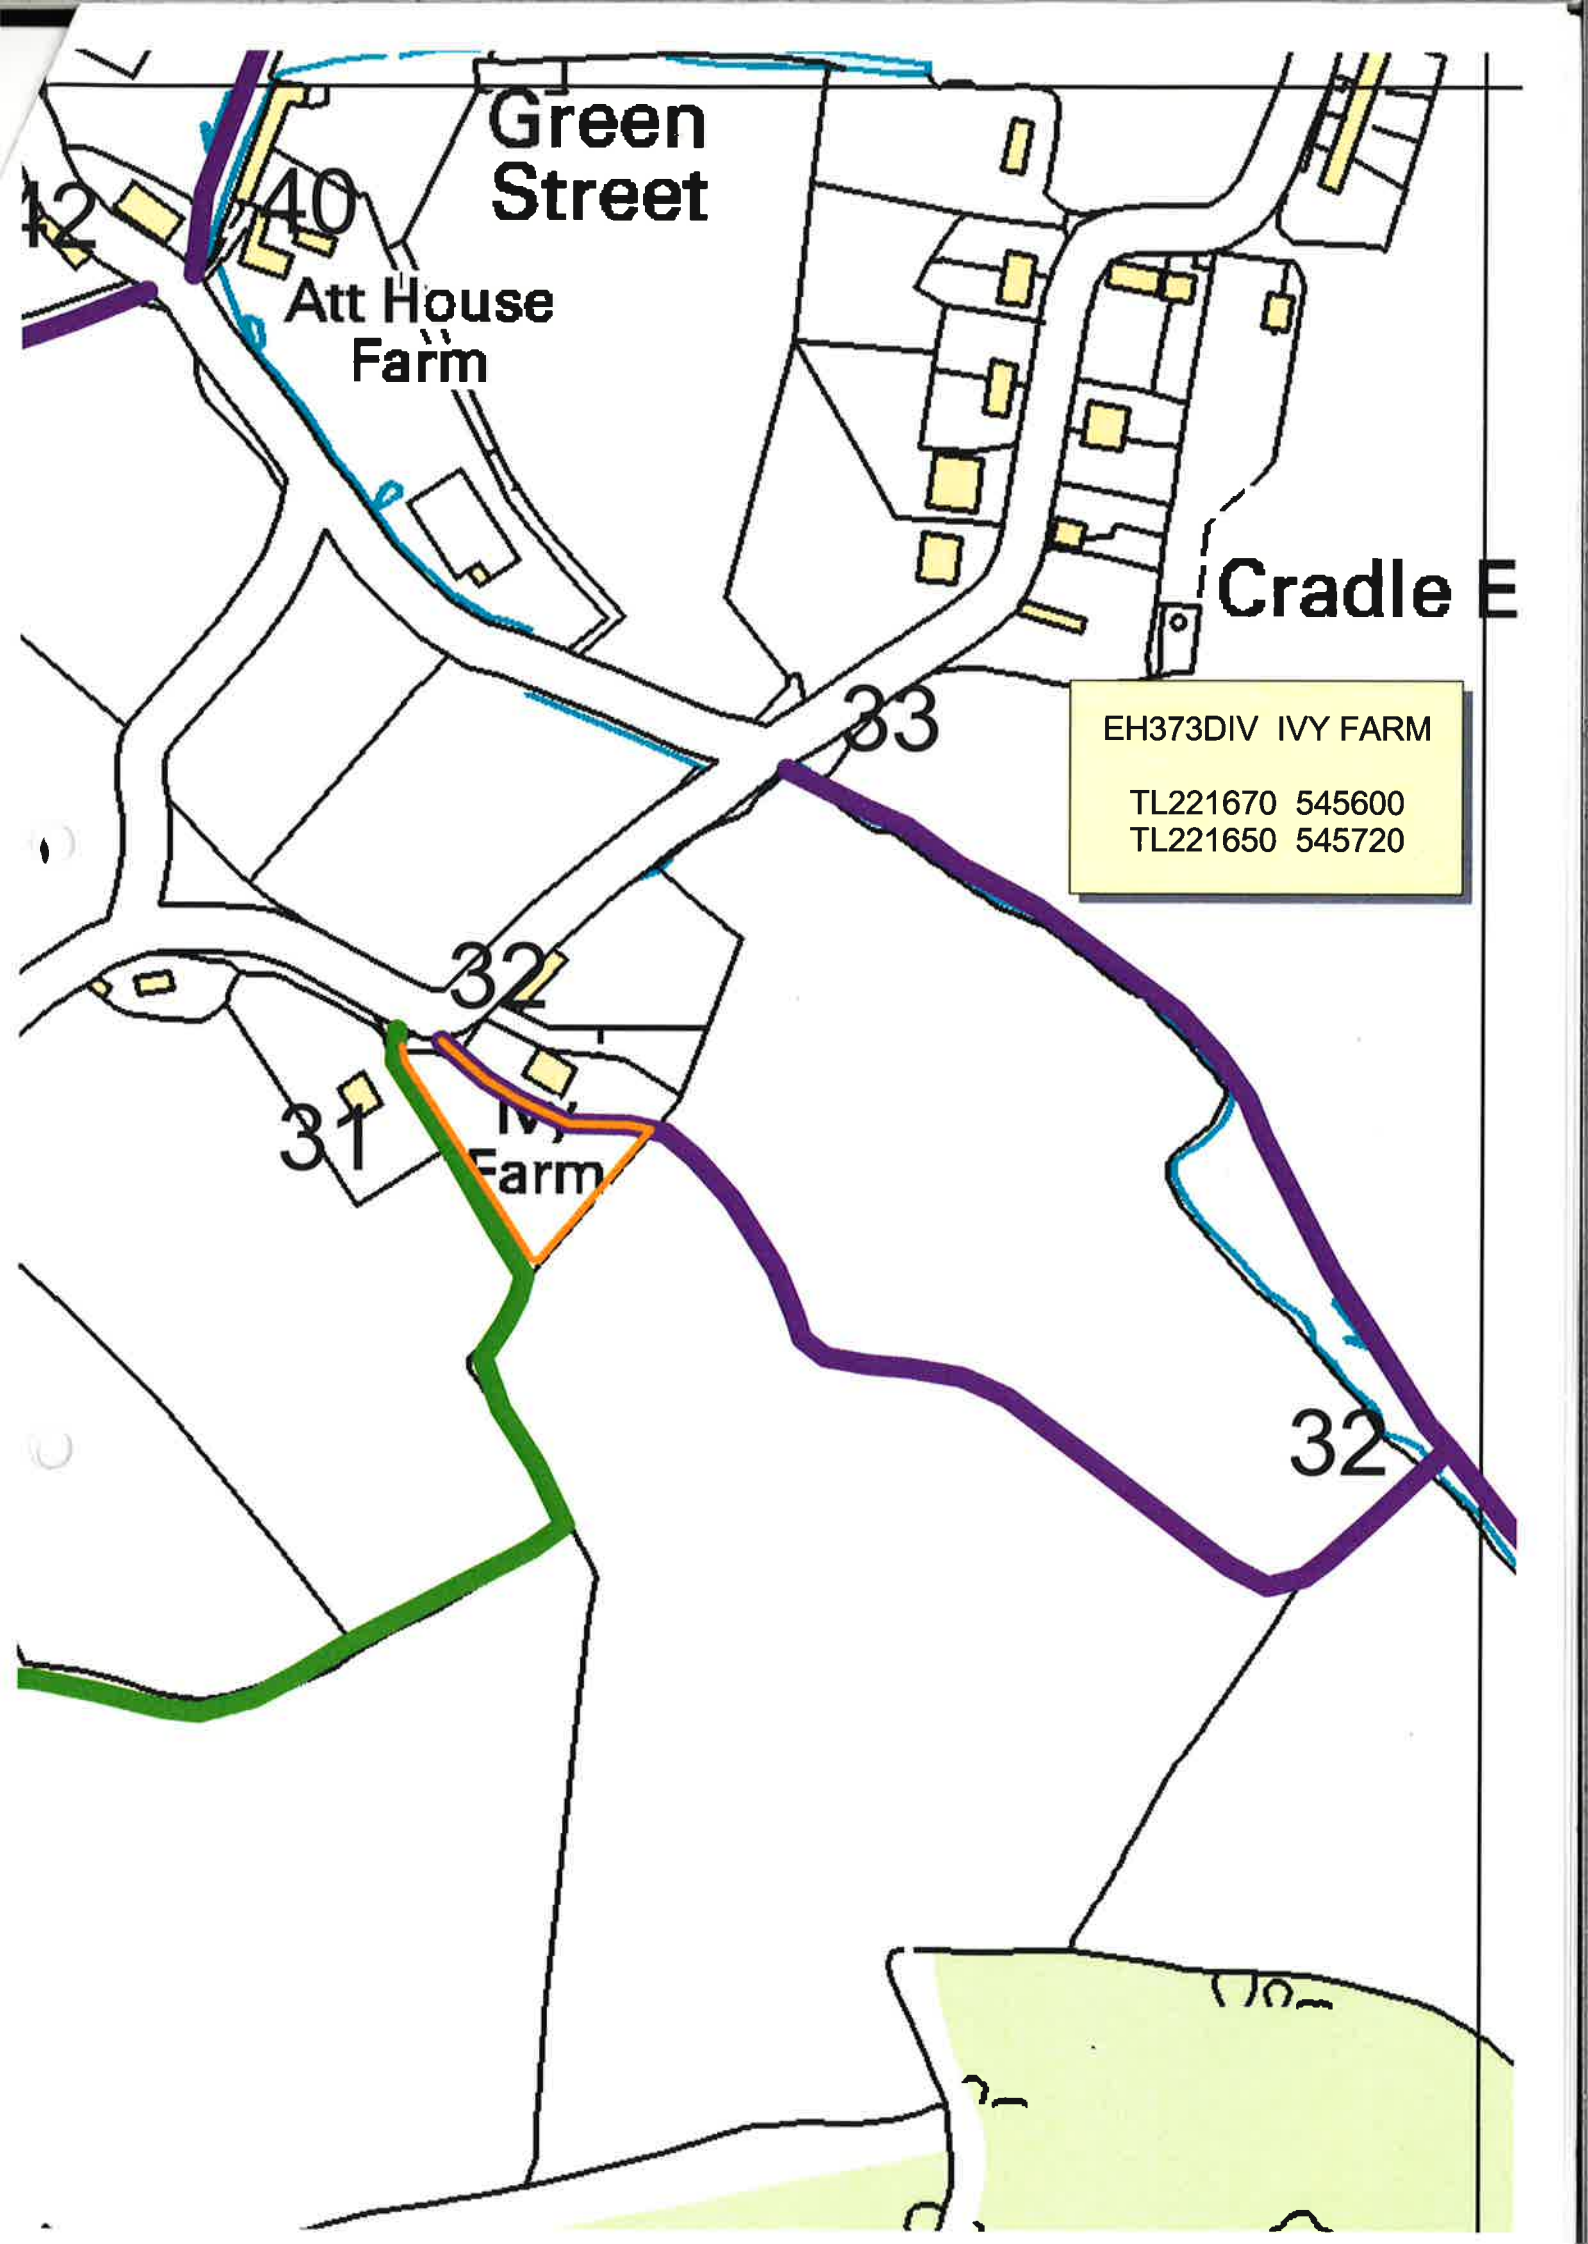 Green
Street
40
Att House
Farm
Cradle E
33
EH373DIV IVY FARM
TL221670 545600
TL221650 545720
32
31
Farm
32